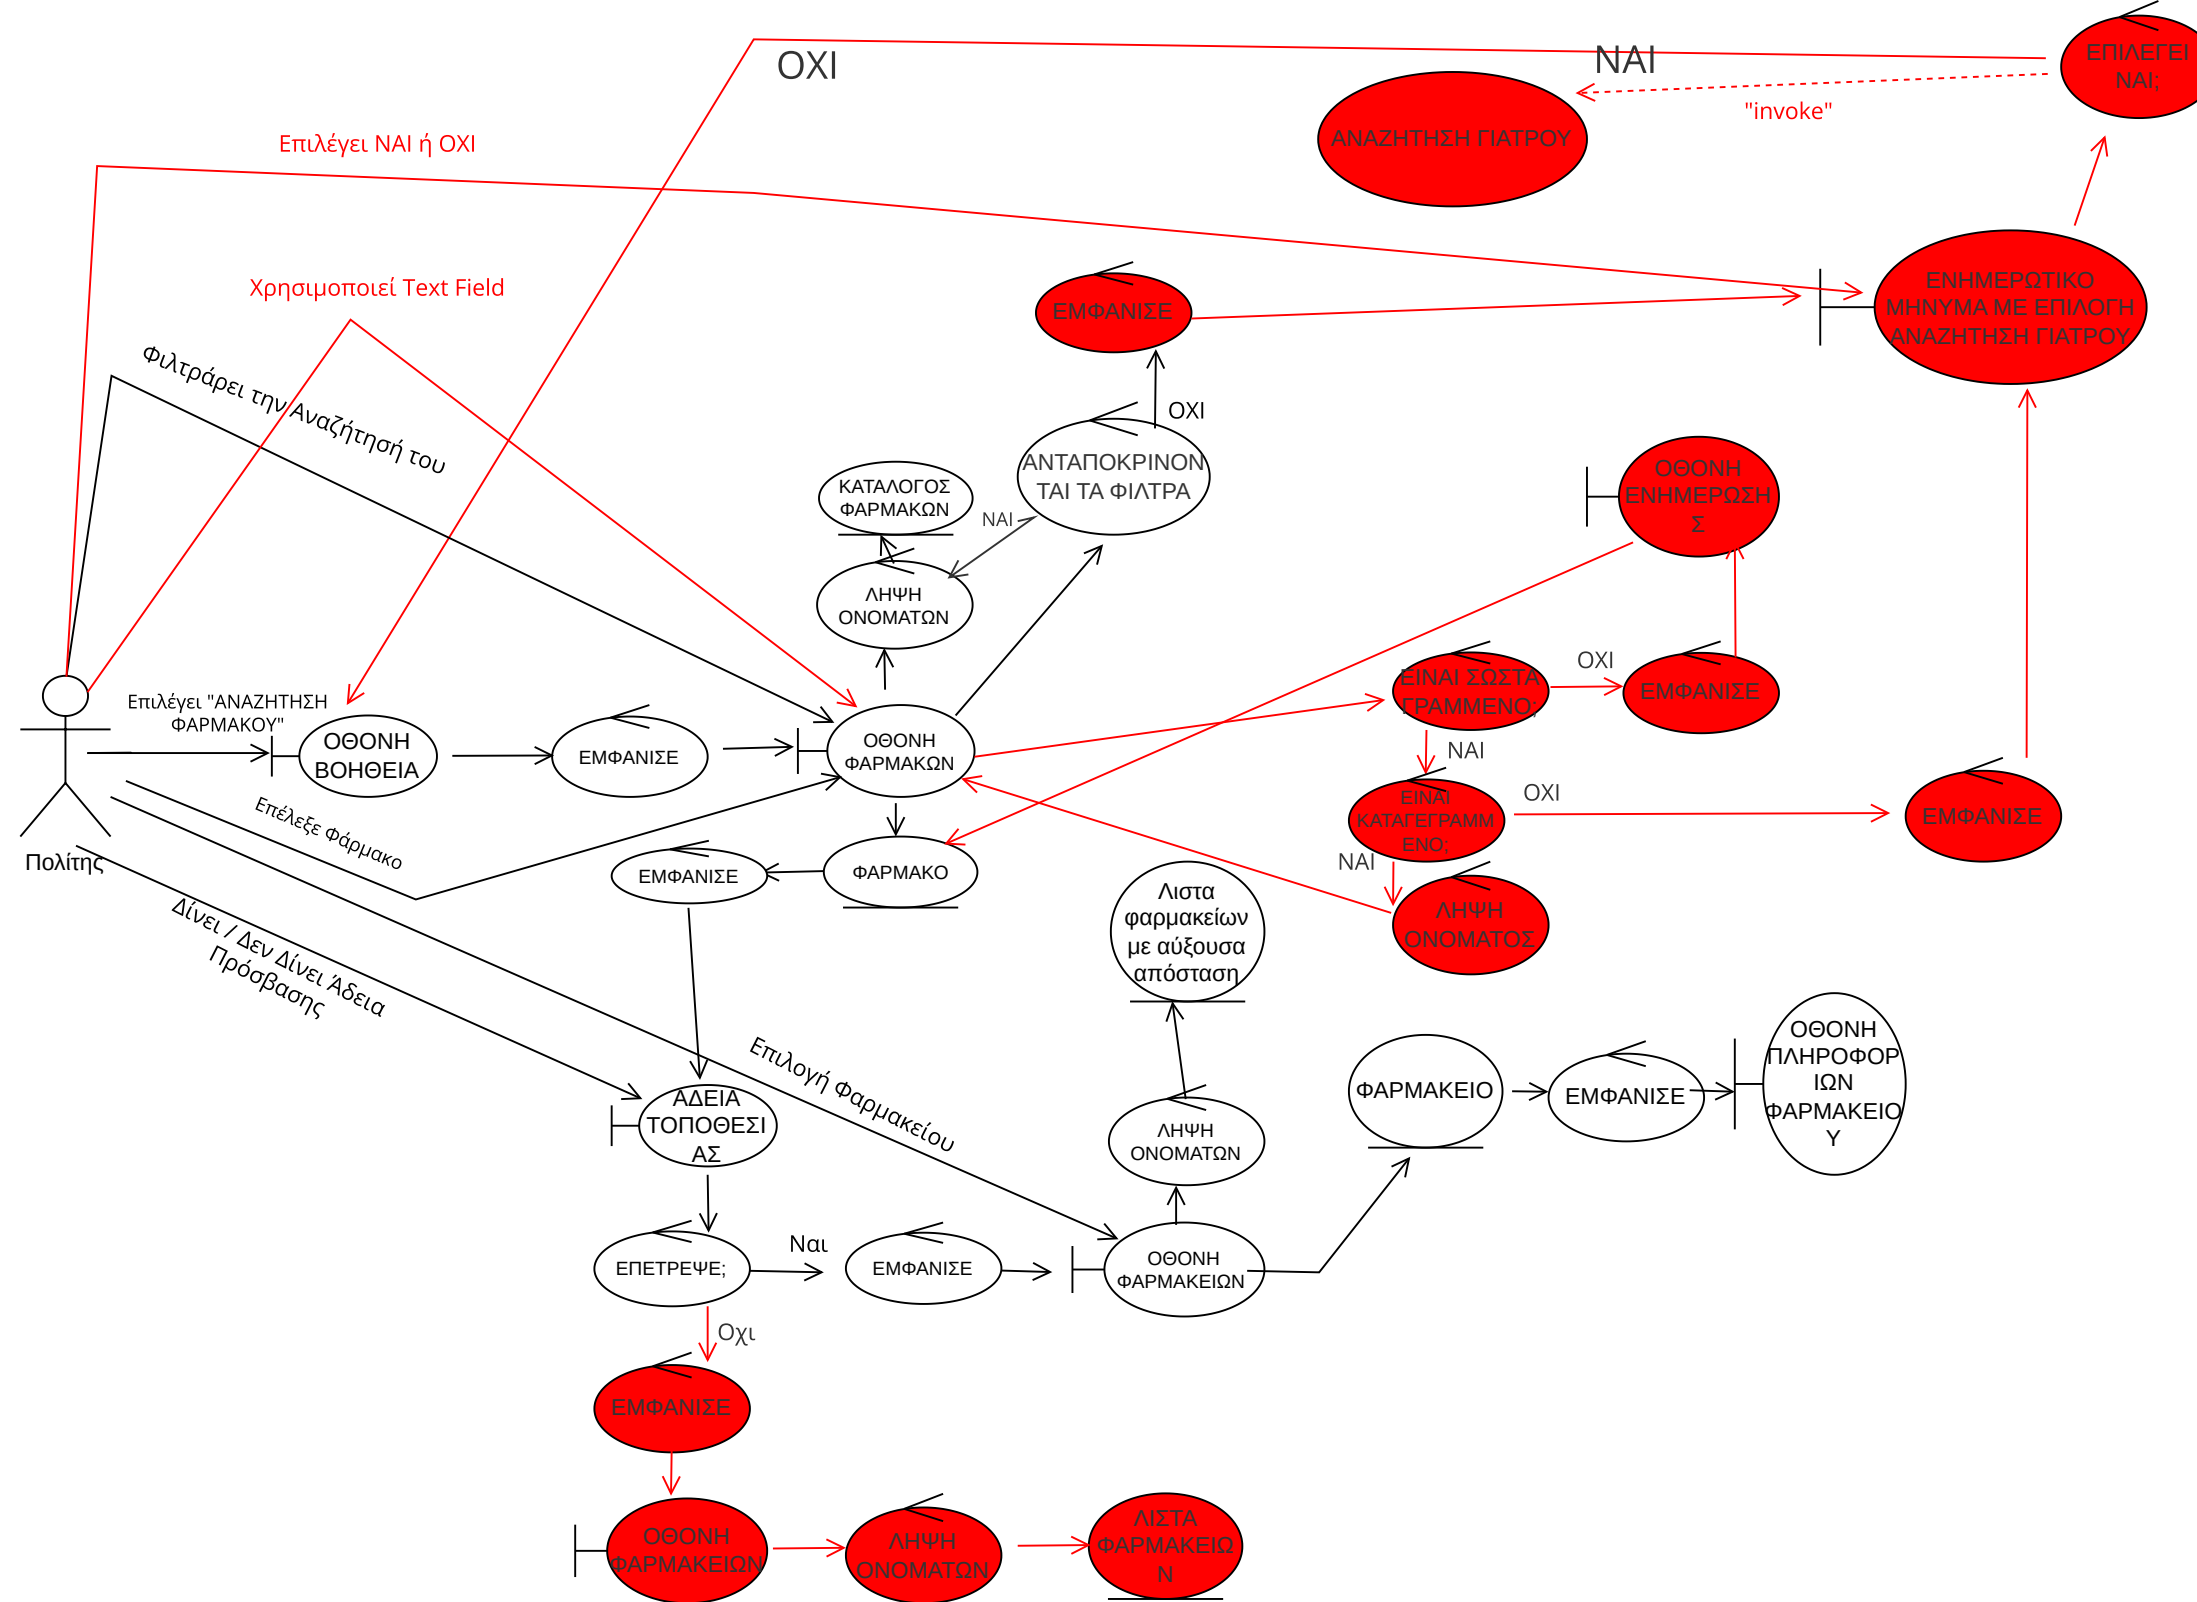 ΟΧΙ
ΝΑΙ
ΕΠΙΛΕΓΕΙ
ΝΑΙ;
"invoke"
ΑΝΑΖΗΤΗΣΗ ΓΙΑΤΡΟΥ
Επιλέγει ΝΑΙ ή ΟΧΙ
Χρησιμοποιεί Text Field
ΕΜΦΑΝΙΣΕ
ΕΝΗΜΕΡΩΤΙΚΟ
ΜΗΝΥΜΑ ΜΕ ΕΠΙΛΟΓΗ
ΑΝΑΖΗΤΗΣΗ ΓΙΑΤΡΟΥ
Φιλτράρει την Αναζήτησή του
ΟΧΙ
ΑΝΤΑΠΟΚΡΙΝΟΝ
ΤΑΙ ΤΑ ΦΙΛΤΡΑ
ΚΑΤΑΛΟΓΟΣ
ΦΑΡΜΑΚΩΝ
ΝΑΙ
ΟΘΟΝΗ
ΕΝΗΜΕΡΩΣΗ
Σ
ΛΗΨΗ
ΟΝΟΜΑΤΩΝ
ΕΙΝΑΙ ΣΩΣΤΑ
ΓΡΑΜΜΕΝΟ;
ΟΧΙ
ΕΜΦΑΝΙΣΕ
Επιλέγει "ΑΝΑΖΗΤΗΣΗ
ΦΑΡΜΑΚΟΥ"
ΟΘΟΝΗ
ΒΟΗΘΕΙΑ
ΕΜΦΑΝΙΣΕ
ΟΘΟΝΗ
ΦΑΡΜΑΚΩΝ
ΝΑΙ
ΕΙΝΑΙ
ΚΑΤΑΓΕΓΡΑΜΜ
ΕΝΟ;
ΟΧΙ
ΕΜΦΑΝΙΣΕ
Επέλεξε Φάρμακο
Πολίτης
ΕΜΦΑΝΙΣΕ
ΦΑΡΜΑΚΟ
ΝΑΙ
ΛΗΨΗ
ΟΝΟΜΑΤΟΣ
Λιστα
φαρμακείων
με αύξουσα
απόσταση
Δίνει / Δεν Δίνει Άδεια
Πρόσβασης
Επιλογή Φαρμακείου
ΑΔΕΙΑ
ΤΟΠΟΘΕΣΙ
ΑΣ
ΛΗΨΗ
ΟΝΟΜΑΤΩΝ
ΦΑΡΜΑΚΕΙΟ
ΕΜΦΑΝΙΣΕ
ΟΘΟΝΗ
ΠΛΗΡΟΦΟΡ
ΙΩΝ
ΦΑΡΜΑΚΕΙΟ
Υ
ΕΠΕΤΡΕΨΕ;
Ναι
ΕΜΦΑΝΙΣΕ
ΟΘΟΝΗ
ΦΑΡΜΑΚΕΙΩΝ
Οχι
ΕΜΦΑΝΙΣΕ
ΟΘΟΝΗ
ΦΑΡΜΑΚΕΙΩΝ
ΛΗΨΗ
ΟΝΟΜΑΤΩΝ
ΛΙΣΤΑ
ΦΑΡΜΑΚΕΙΩ
Ν